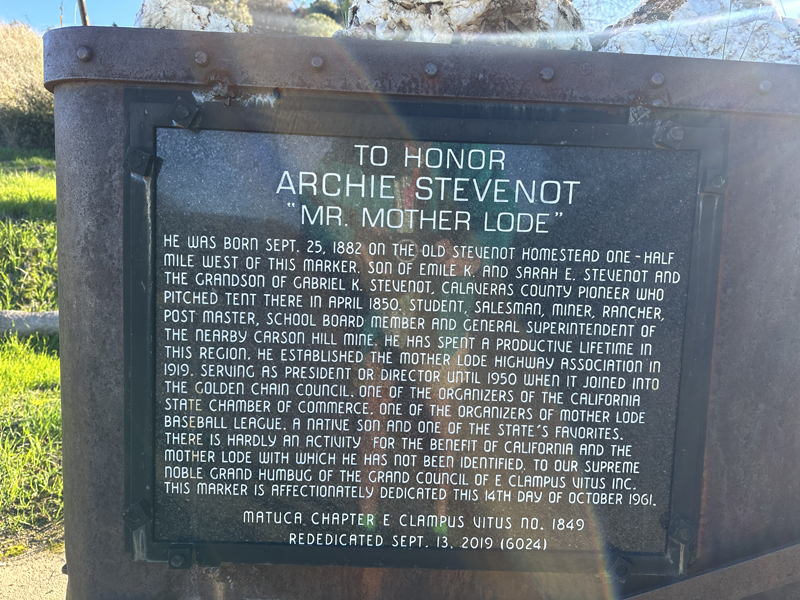 TO HONOR
ARCHIE STEVENOT
"MR. MOTHER LODE"
HE WAS BORN SEPT. 25, 1882 ON THE OLD STEVENOT HOMESTEAD ONE-HALF
MILE WEST OF THIS MARKER. SON OF EMILE K. AND SARAH E. STEVENOT AND
THE GRANDSON OF GABRIEL K. STEVENOT, CALAVERAS COUNTY PIONEER WHO
PITCHED TENT THERE IN APRIL 1850. STUDENT, SALESMAN, MINER, RANCHER,
POST MASTER, SCHOOL BOARD MEMBER AND GENERAL SUPERINTENDENT OF
THE NEARBY CARSON HILL MINE. HE HAS SPENT A PRODUCTIVE LIFETIME IN
THIS REGION. HE ESTABLISHED THE MOTHER LODE HIGHWAY ASSOCIATION IN
1919. SERVING AS PRESIDENT OR DIRECTOR UNTIL 1950 WHEN IT JOINED INTO
THE GOLDEN CHAIN COUNCIL. ONE OF THE ORGANIZERS OF THE CALIFORNIA
STATE CHAMBER OF COMMERCE. ONE OF THE ORGANIZERS OF MOTHER LODE
BASEBALL LEAGUE. A NATIVE SON AND ONE OF THE STATE'S FAVORITES.
THERE IS HARDLY AN ACTIVITY FOR THE BENEFIT OF CALIFORNIA AND THE
MOTHER LODE WITH WHICH HE HAS NOT BEEN IDENTIFIED. TO OUR SUPREME
NOBLE GRAND HUMBUG OF THE GRAND COUNCIL OF E CLAMPUS VITUS INC.
THIS MARKER IS AFFECTIONATELY DEDICATED THIS 14TH DAY OF OCTOBER 1961.
MATUCA CHAPTER E CLAMPUS VITUS NO. 1849
REDEDICATED SEPT. 13, 2019 (6024)